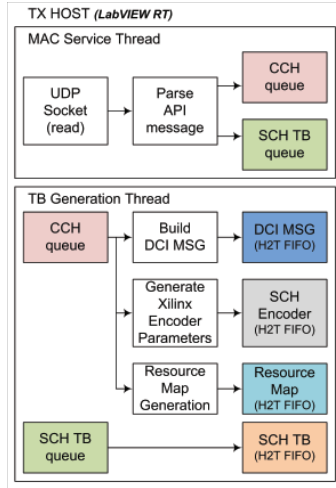 TX HOST (LabVIEW RT)
MAC Service Thread
UDP
Socket
(read)
Parse
API
message
CCH
queue
SCH TB
queue
TB Generation Thread
CCH
queue
Build
DCI MSG
DCI MSG
(H2T FIFO)
Generate
Xilinx
Encoder
Parameters
SCH
Encoder
(H2T FIFO)
Resource
Map
Generation
Resource
Map
(H2T FIFO)
SCH TB
queue
SCH TB
(H2T FIFO)